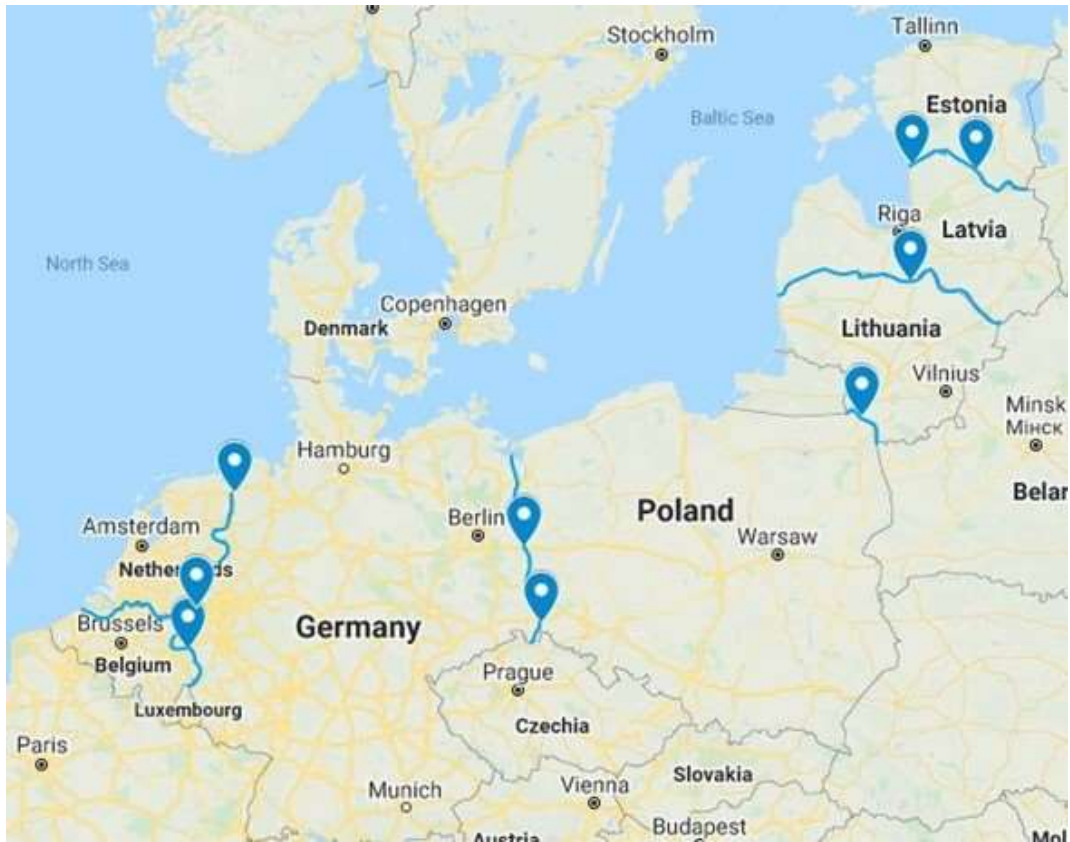 Tallinn
Stockholm
Estonia
Baltic Sea
Riga
Latvia
North Sea
Copenhagen
Denmark
Lithuania
Vilnius
Minsk
Мінск
Hamburg
Belar
Poland
Berlin
Amsterdam
Warsaw
Netherlands
Germany
Brussels
Belgium
Prague
Luxembourg
Czechia
Paris
Slovakia
Munich
Vienna
Budapest
Austria
Mol